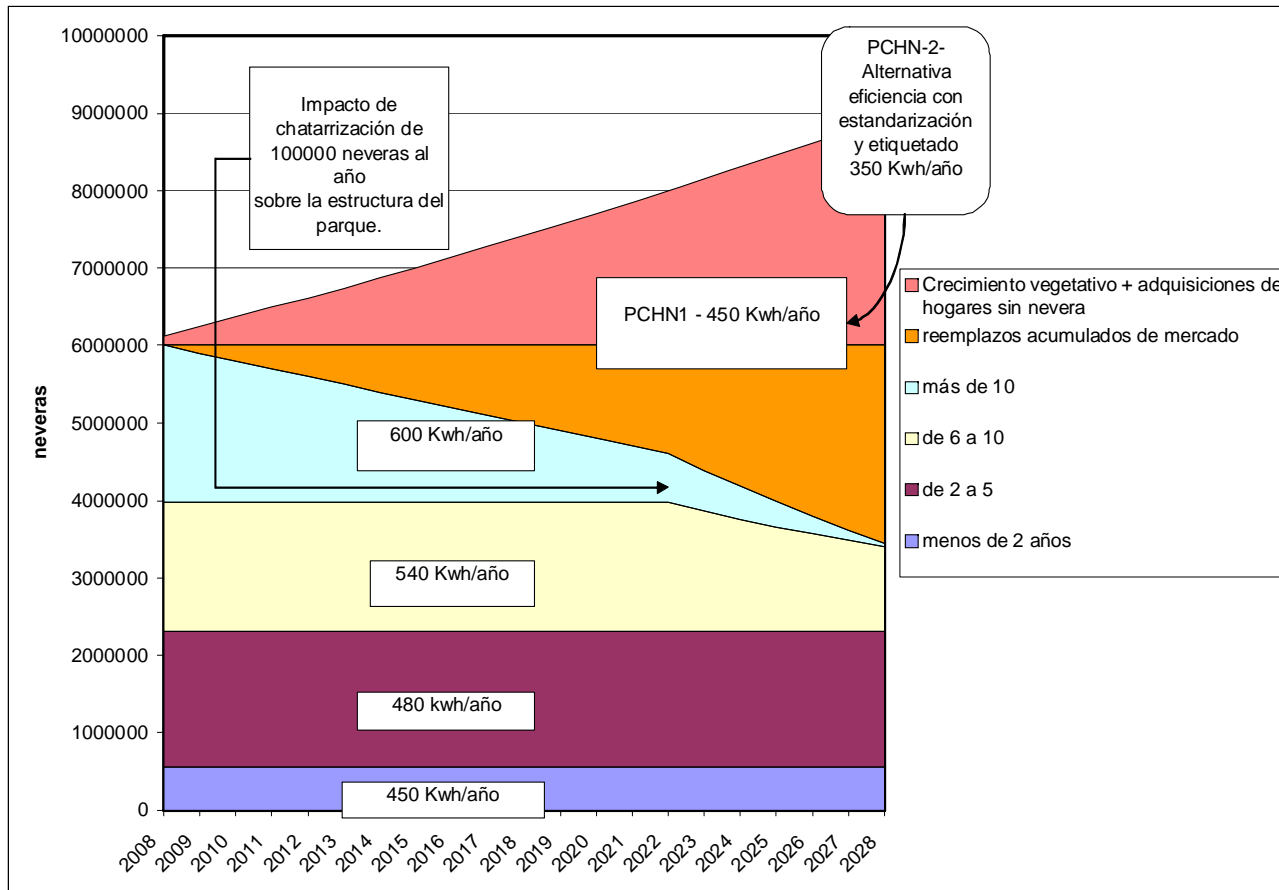 10000000
9000000
8000000
7000000
6000000
5000000
4000000
3000000
2000000
1000000
0
neveras
Impacto de
chatarrización de
100000 neveras al
año
sobre la estructura del
parque.
PCHN-2-
Alternativa
eficiencia con
estandarización
y etiquetado
350 Kwh/año
PCHN1 - 450 Kwh/año
600 Kwh/año
540 Kwh/año
480 kwh/año
450 Kwh/año
Crecimiento vegetativo + adquisiciones de
hogares sin nevera
reemplazos acumulados de mercado
más de 10
de 6 a 10
de 2 a 5
menos de 2 años
2008
2009
2010
2011
2012
2013
2014
2015
2016
2017
2018
2019
2020
2021
2022
2023
2024
2025
2026
2027
2028